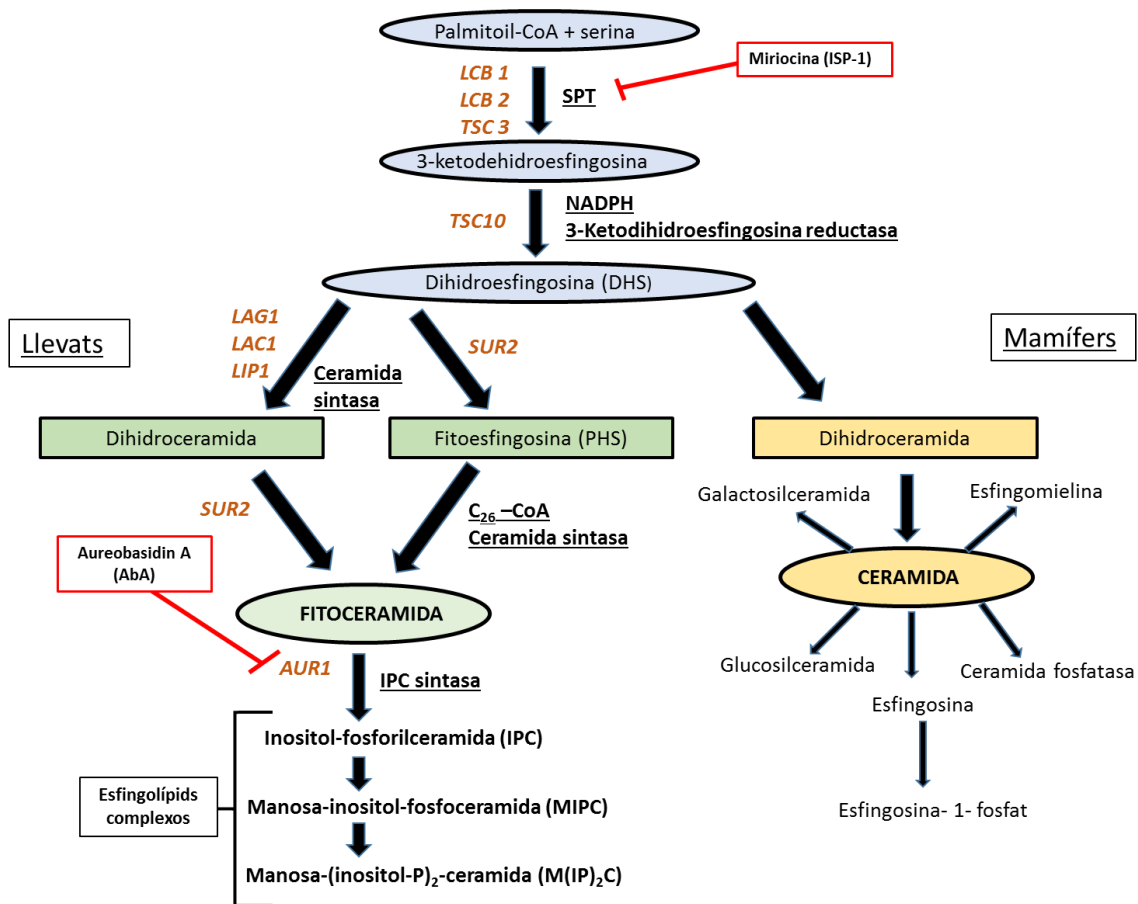 Palmitoil-CoA + serina
Miriocina (ISP-1)
LCB 1
LCB 2
TSC 3
SPT
3-ketodehidroesfingosina
TSC10
NADPH
3-Ketodihidroesfingosina reductasa
Dihidroesfingosina (DHS)
Llevats
Mamífers
LAG1
LAC1
LIP1
SUR2
Ceramida
sintasa
Dihidroceramida
Fitoesfingosina (PHS)
Dihidroceramida
SUR2
C26 –CoA
Ceramida sintasa
Galactosilceramida
Esfingomielina
Aureobasidin A
(AbA)
FITOCERAMIDA
CERAMIDA
AUR1
IPC sintasa
Glucosilceramida
Ceramida fosfatasa
Esfingosina
Inositol-fosforilceramida (IPC)
Esfingolípids
complexos
Manosa-inositol-fosfoceramida (MIPC)
Esfingosina- 1- fosfat
Manosa-(inositol-P)2-ceramida (M(IP)2C)